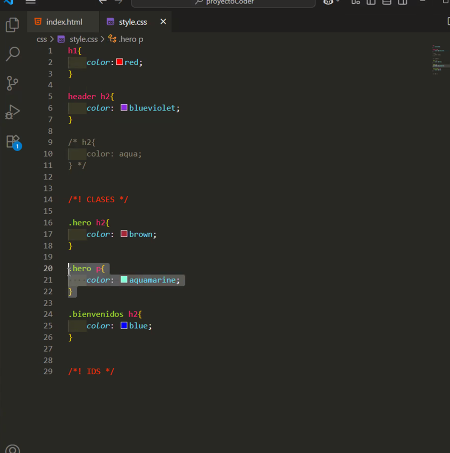 proyectoCoder
index.html
style.css
css > style.css > .hero p
1 h1{
2 color: red;
3 }
4
5 header h2{
6 color: blueviolet;
7 }
8
9 /* h2{
10 color: aqua;
11 } */
12
13
14 /*! CLASES */
15
16 .hero h2{
17 color: brown;
18 }
19
20 .hero p{
21 color: aquamarine;
22 }
23
24 .bienvenidos h2{
25 color: blue;
26 }
27
28
29 /*! IDS */
1